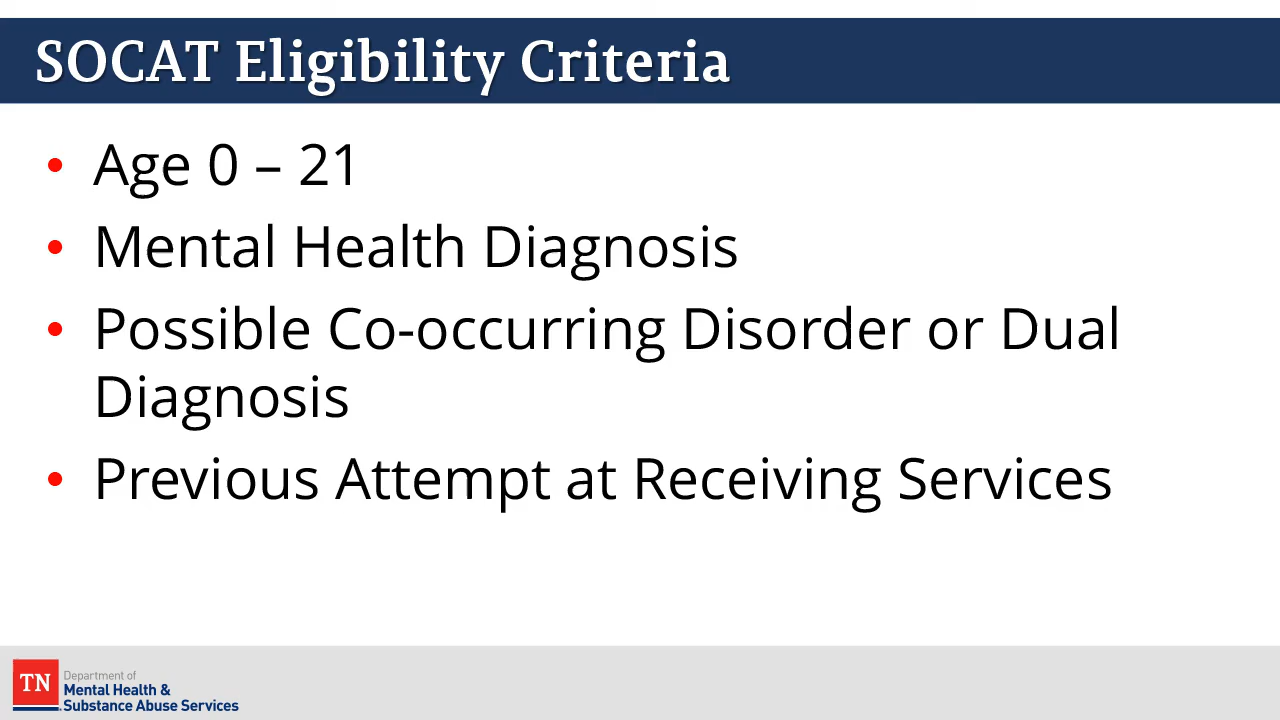 SOCAT Eligibility Criteria
• Age 0 – 21
• Mental Health Diagnosis
• Possible Co-occurring Disorder or Dual
Diagnosis
• Previous Attempt at Receiving Services
TN
Department of
Mental Health &
Substance Abuse Services